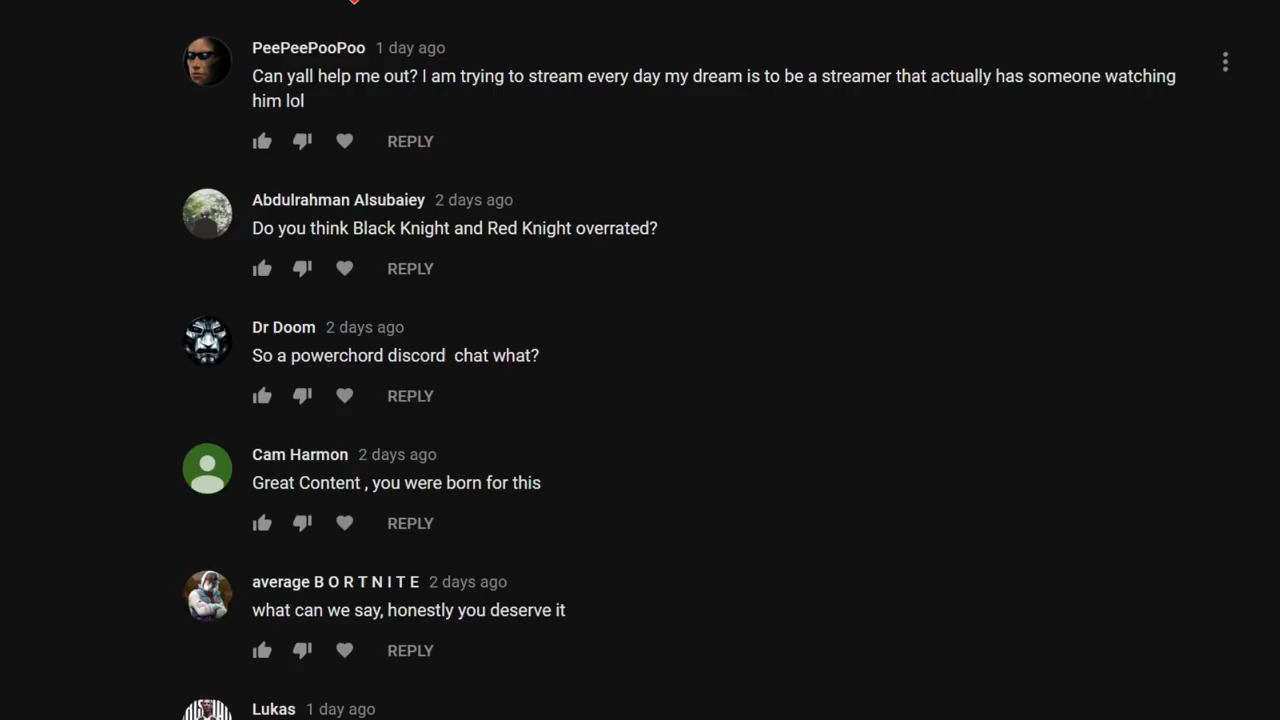 PeePeePooPoo 1 day ago
Can yall help me out? I am trying to stream every day my dream is to be a streamer that actually has someone watching
him lol
REPLY
Abdulrahman Alsubaiey 2 days ago
Do you think Black Knight and Red Knight overrated?
REPLY
Dr Doom 2 days ago
So a powerchord discord  chat what?
REPLY
Cam Harmon 2 days ago
Great Content , you were born for this
REPLY
average B O R T N I T E 2 days ago
what can we say, honestly you deserve it
REPLY
Lukas 1 day ago